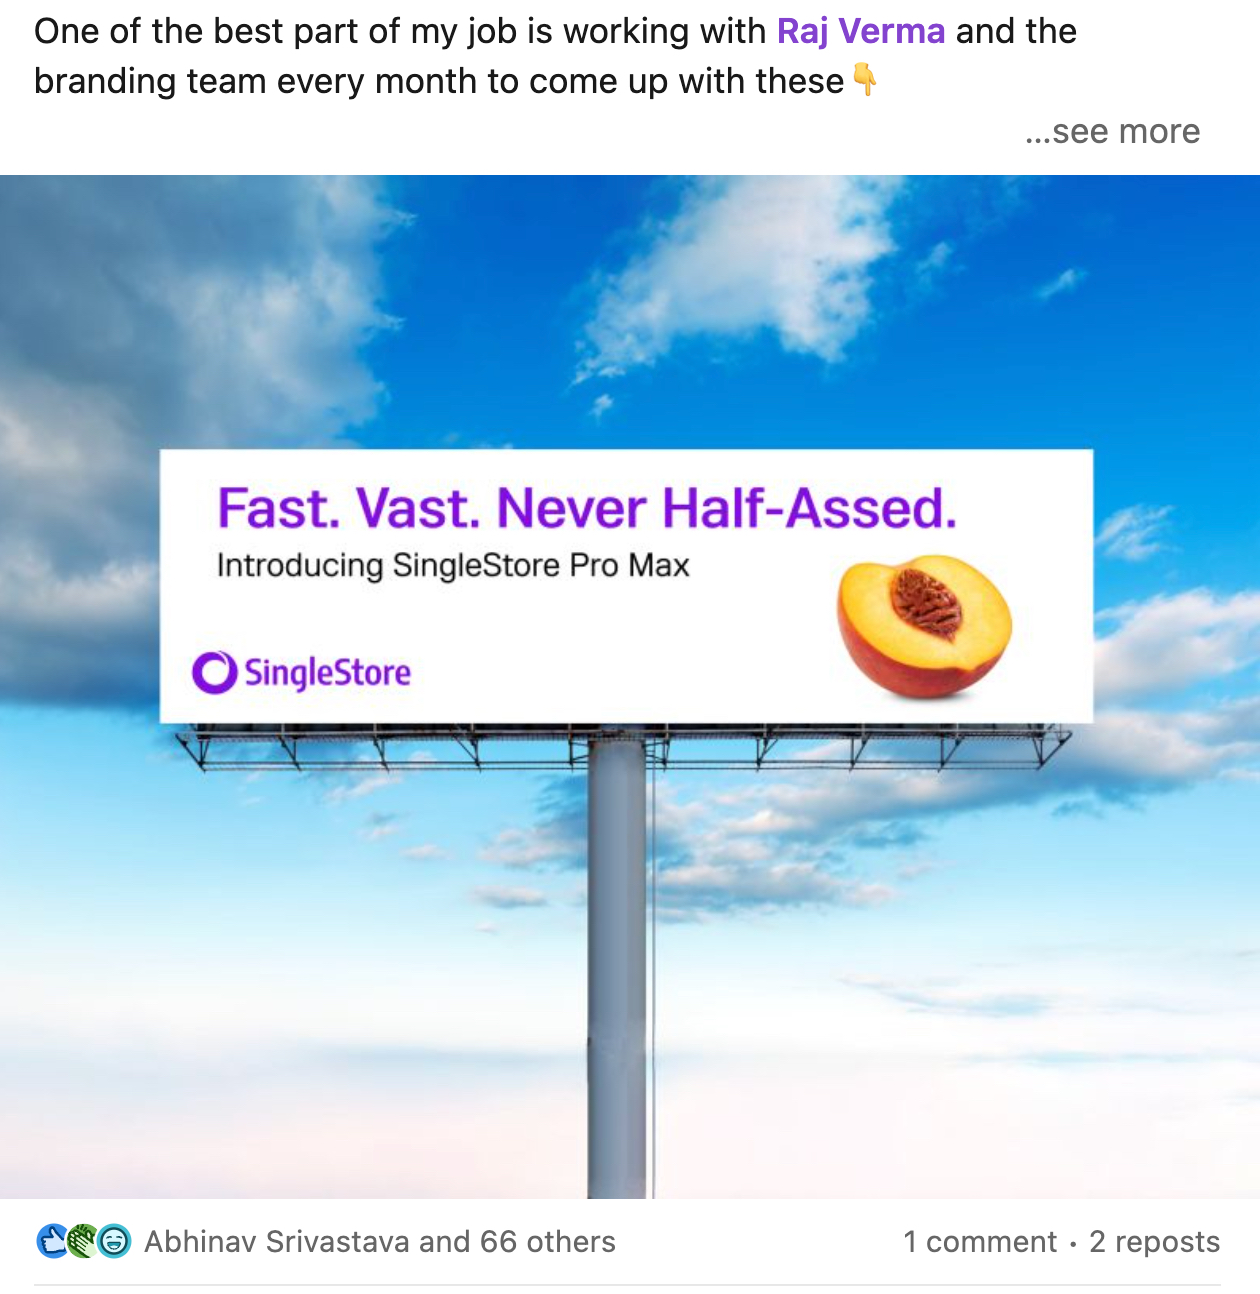 One of the best part of my job is working with Raj Verma and the
branding team every month to come up with these👇
...see more
Fast. Vast. Never Half-Assed.
Introducing SingleStore Pro Max
SingleStore
Abhinav Srivastava and 66 others
1 comment · 2 reposts